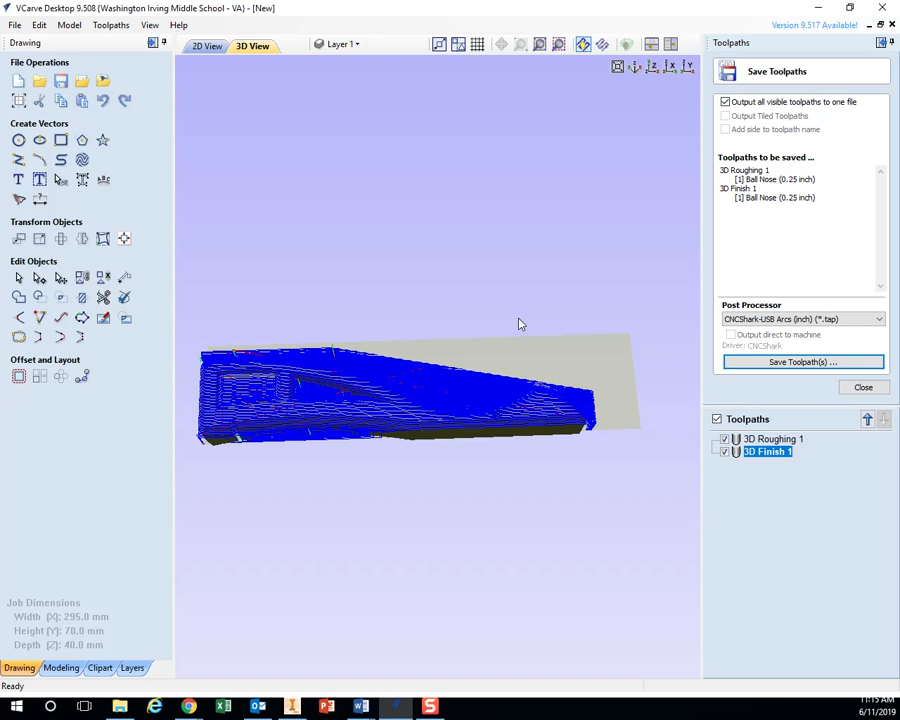 VCarve Desktop 9.508 {Washington Irving Middle School - VA} - [New]
File Edit Model Toolpaths View Help
Version 9.517 Available!
Drawing
2D View 3D View Layer 1
Toolpaths
File Operations
Save Toolpaths
Output all visible toolpaths to one file
Output Tiled Toolpaths
Add side to toolpath name
Create Vectors
Toolpaths to be saved ...
3D Roughing 1
[1] Ball Nose (0.25 inch)
3D Finish 1
[1] Ball Nose (0.25 inch)
Transform Objects
Edit Objects
Post Processor
CNCShark-USB Arcs (inch) (*.tap)
Output direct to machine
Driver: CNCShark
Save Toolpath(s) ...
Close
Offset and Layout
Toolpaths
3D Roughing 1
3D Finish 1
Job Dimensions
Width (X): 295.0 mm
Height (Y): 70.0 mm
Depth (Z): 40.0 mm
Drawing Modeling Clipart Layers
Ready
11:15 AM
6/11/2019